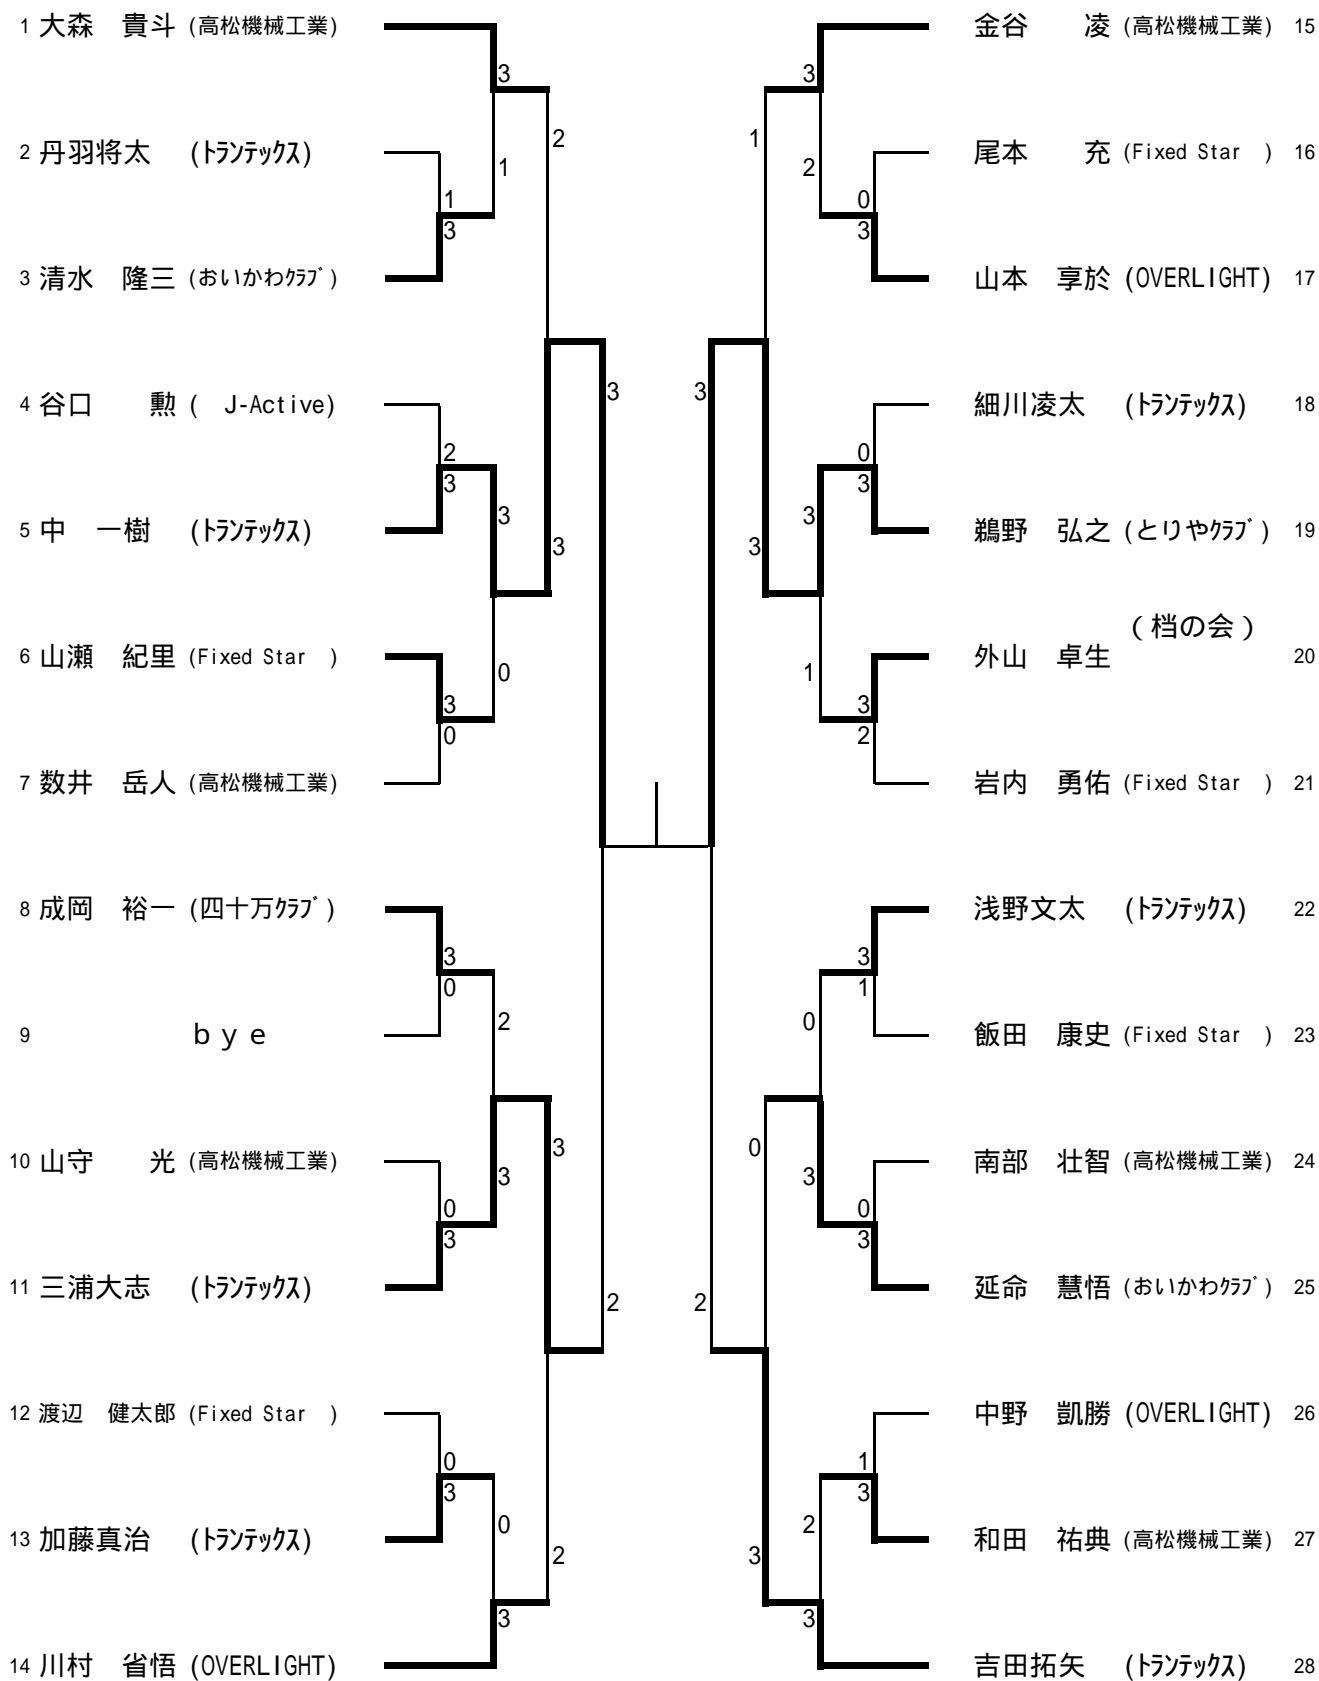 1 大森　貴斗 (高松機械工業)
3
1
2
2 丹羽将太　(トランテックス)
1
3
3 清水　隆三 (おいかわｸﾗﾌﾞ)
3
4 谷口　　勲 (　J-Active)
2
3
3
3
5 中　一樹　(トランテックス)
6 山瀬　紀里 (Fixed Star　)
0
3
0
7 数井　岳人 (高松機械工業)
8 成岡　裕一 (四十万ｸﾗﾌﾞ)
3
0
2
9 ｂｙｅ
10 山守　　光 (高松機械工業)
3
3
0
3
11 三浦大志　(トランテックス)
2
12 渡辺　健太郎 (Fixed Star　)
0
3
0
2
13 加藤真治　(トランテックス)
3
14 川村　省悟 (OVERLIGHT)
金谷　　凌 (高松機械工業) 15
3
1
2
尾本　　充 (Fixed Star　) 16
0
3
山本　享於 (OVERLIGHT) 17
3
細川凌太　(トランテックス) 18
0
3
3
3
鵜野　弘之 (とりやｸﾗﾌﾞ) 19
（档の会）
外山　卓生 20
1
3
2
岩内　勇佑 (Fixed Star　) 21
浅野文太　(トランテックス) 22
3
1
0
飯田　康史 (Fixed Star　) 23
南部　壮智 (高松機械工業) 24
0
3
0
3
延命　慧悟 (おいかわｸﾗﾌﾞ) 25
2
中野　凱勝 (OVERLIGHT) 26
1
3
2
3
和田　祐典 (高松機械工業) 27
3
吉田拓矢　(トランテックス) 28